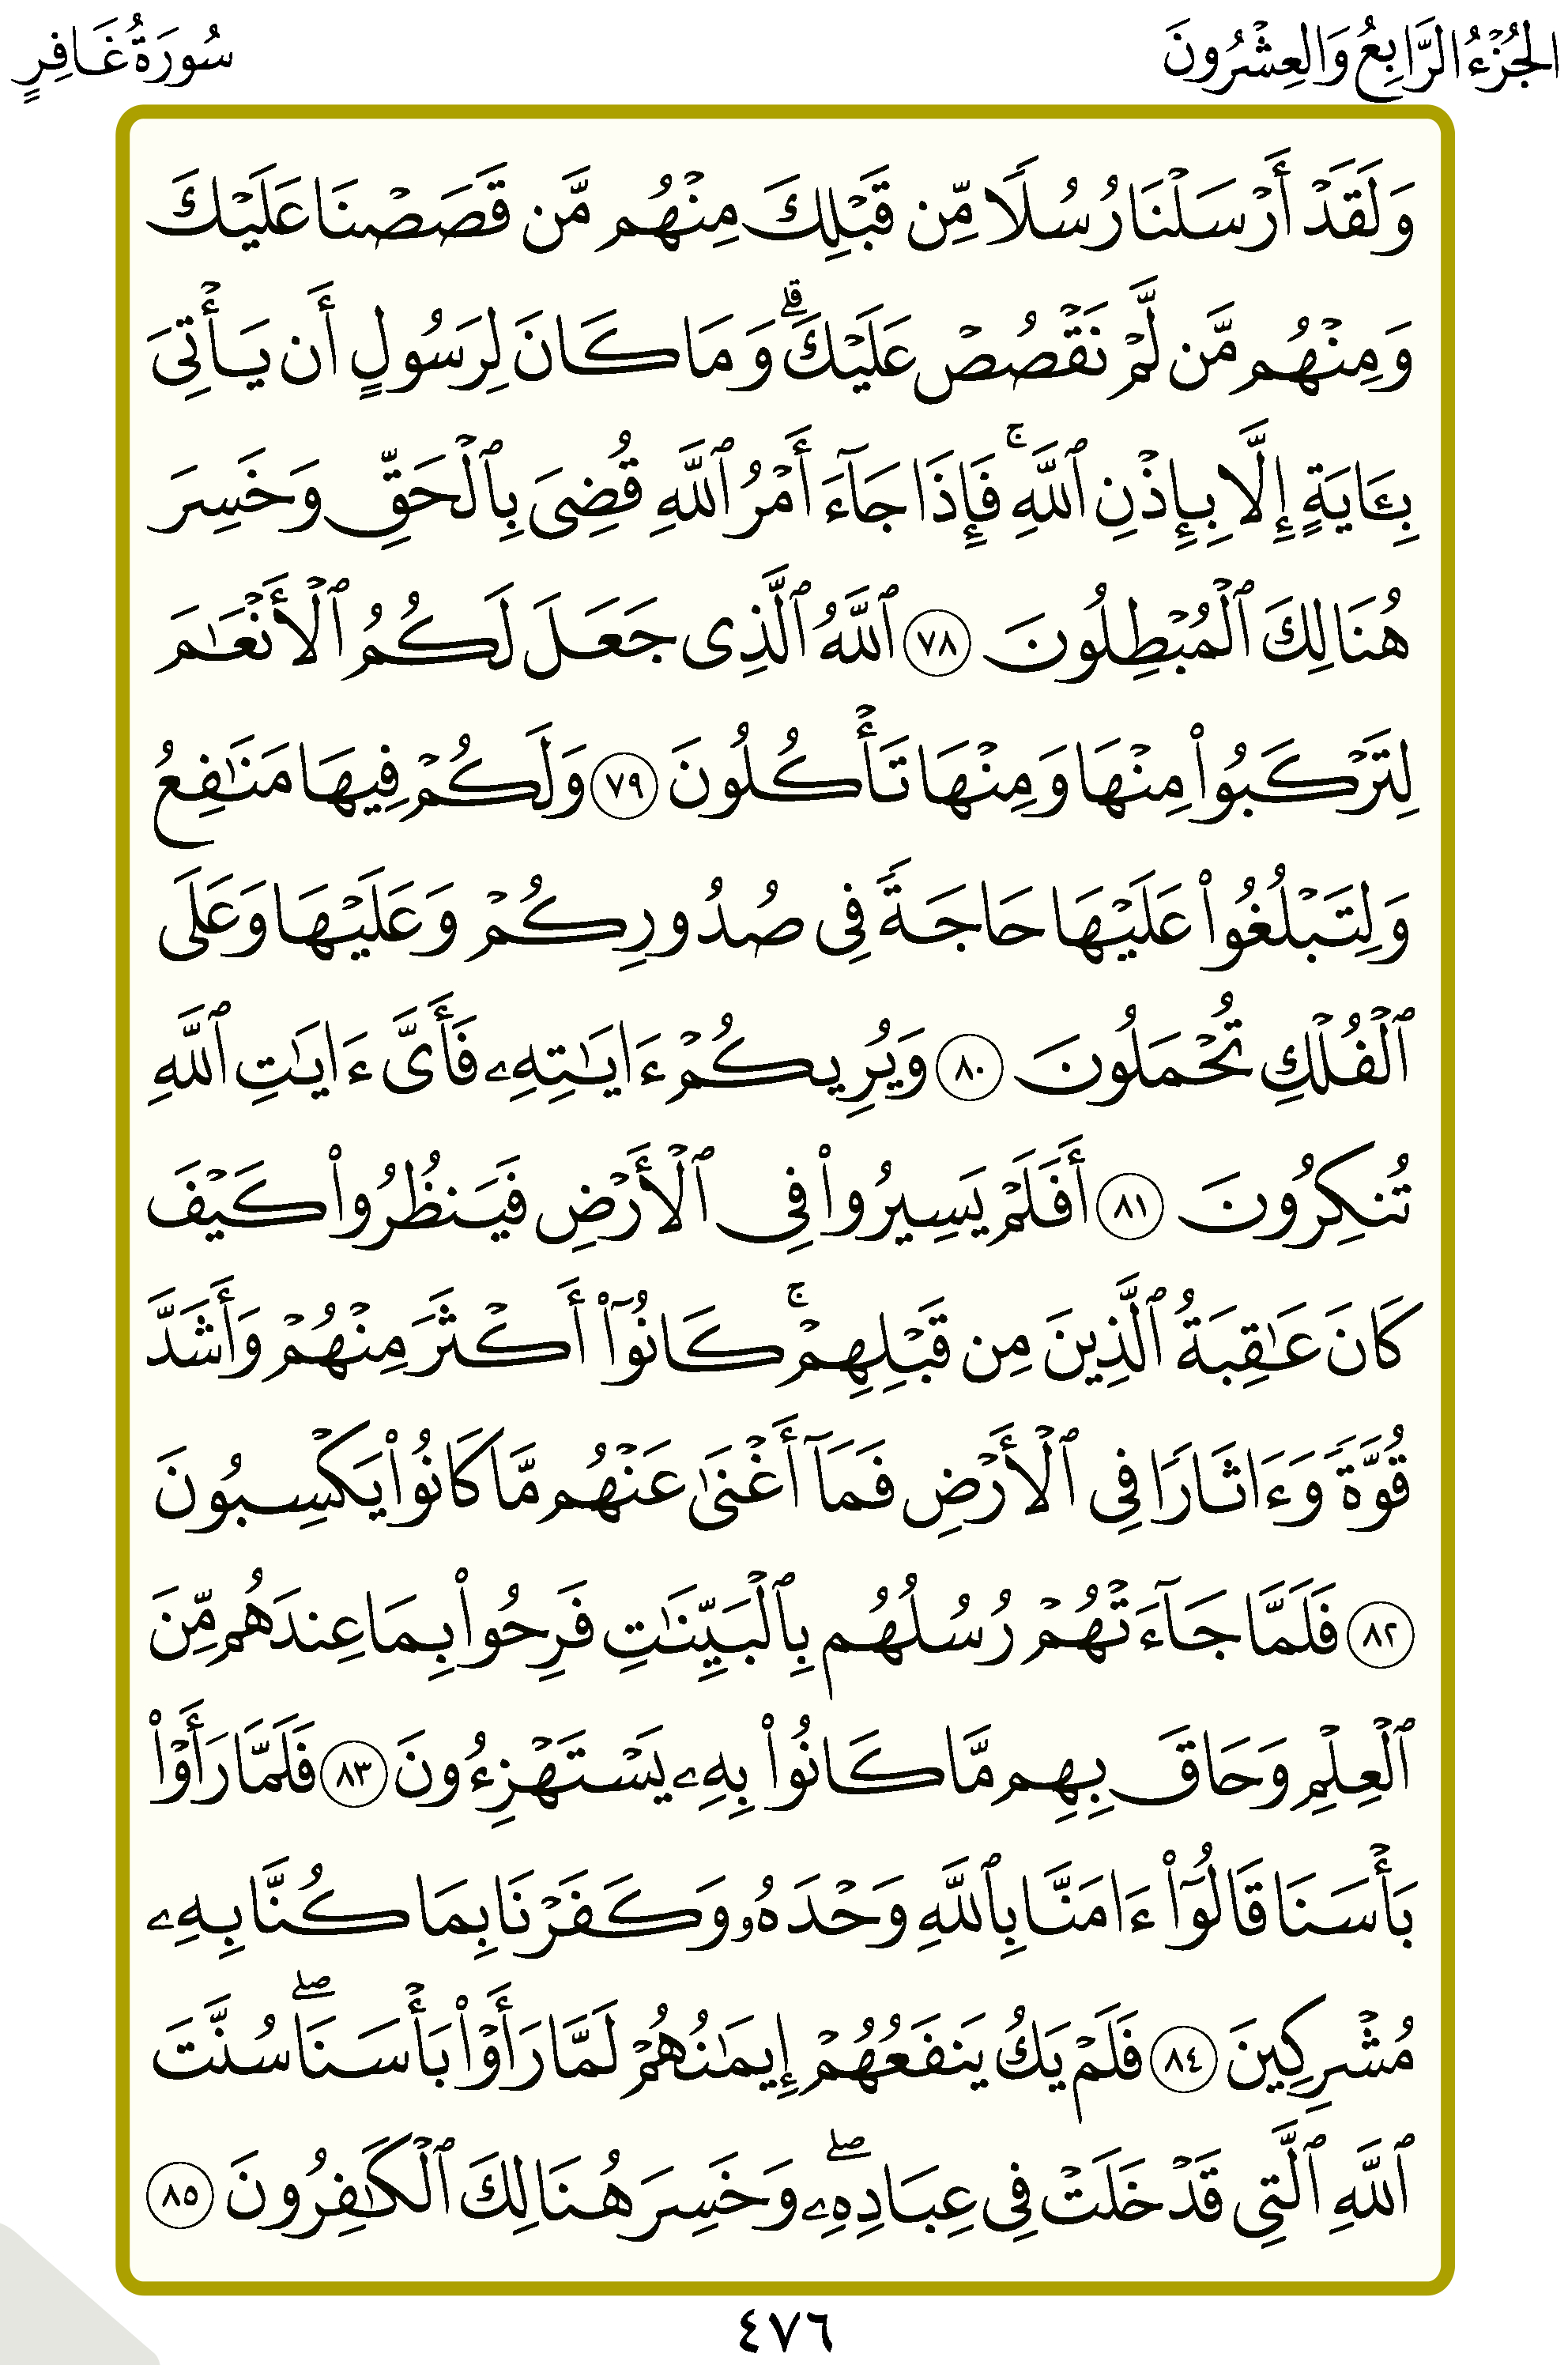 الجُزْءُ الرَّابِعُ وَالعِشْرُونَ
سُورَةُ غَافِرٍ
وَلَقَدْ أَرْسَلْنَا رُسُلًا مِّن قَبْلِكَ مِنْهُم مَّن قَصَصْنَا عَلَيْكَ
وَمِنْهُم مَّن لَّمْ نَقْصُصْ عَلَيْكَ ۗ وَمَا كَانَ لِرَسُولٍ أَن يَأْتِىَ
بِـَٔايَةٍ إِلَّا بِإِذْنِ ٱللَّهِ ۚ فَإِذَا جَآءَ أَمْرُ ٱللَّهِ قُضِىَ بِٱلْحَقِّ وَخَسِرَ
هُنَالِكَ ٱلْمُبْطِلُونَ ٧٨ ٱللَّهُ ٱلَّذِى جَعَلَ لَكُمُ ٱلْأَنْعَـٰمَ
لِتَرْكَبُوا۟ مِنْهَا وَمِنْهَا تَأْكُلُونَ ٧٩ وَلَكُمْ فِيهَا مَنَـٰفِعُ
وَلِتَبْلُغُوا۟ عَلَيْهَا حَاجَةً فِى صُدُورِكُمْ وَعَلَيْهَا وَعَلَى
ٱلْفُلْكِ تُحْمَلُونَ ٨٠ وَيُرِيكُمْ ءَايَـٰتِهِۦ فَأَىَّ ءَايَـٰتِ ٱللَّهِ
تُنكِرُونَ ٨١ أَفَلَمْ يَسِيرُوا۟ فِى ٱلْأَرْضِ فَيَنظُرُوا۟ كَيْفَ
كَانَ عَـٰقِبَةُ ٱلَّذِينَ مِن قَبْلِهِمْ ۚ كَانُوٓا۟ أَكْثَرَ مِنْهُمْ وَأَشَدَّ
قُوَّةً وَءَاثَارًا فِى ٱلْأَرْضِ فَمَآ أَغْنَىٰ عَنْهُم مَّا كَانُوا۟ يَكْسِبُونَ
٨٢ فَلَمَّا جَآءَتْهُمْ رُسُلُهُم بِٱلْبَيِّنَـٰتِ فَرِحُوا۟ بِمَا عِندَهُم مِّنَ
ٱلْعِلْمِ وَحَاقَ بِهِم مَّا كَانُوا۟ بِهِۦ يَسْتَهْزِءُونَ ٨٣ فَلَمَّا رَأَوْا۟
بَأْسَنَا قَالُوٓا۟ ءَامَنَّا بِٱللَّهِ وَحْدَهُۥ وَكَفَرْنَا بِمَا كُنَّا بِهِۦ
مُشْرِكِينَ ٨٤ فَلَمْ يَكُ يَنفَعُهُمْ إِيمَـٰنُهُمْ لَمَّا رَأَوْا۟ بَأْسَنَا ۖ سُنَّتَ
ٱللَّهِ ٱلَّتِى قَدْ خَلَتْ فِى عِبَادِهِۦ ۖ وَخَسِرَ هُنَالِكَ ٱلْكَـٰفِرُونَ ٨٥
٤٧٦